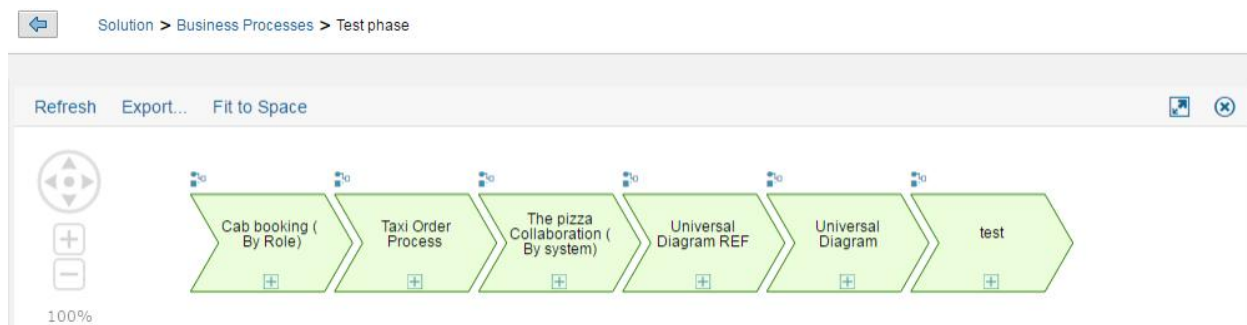 Solution > Business Processes > Test phase
Refresh Export... Fit to Space
Cab booking (
By Role)
Taxi Order
Process
The pizza
Collaboration (
By system)
Universal
Diagram REF
Universal
Diagram
test
100%